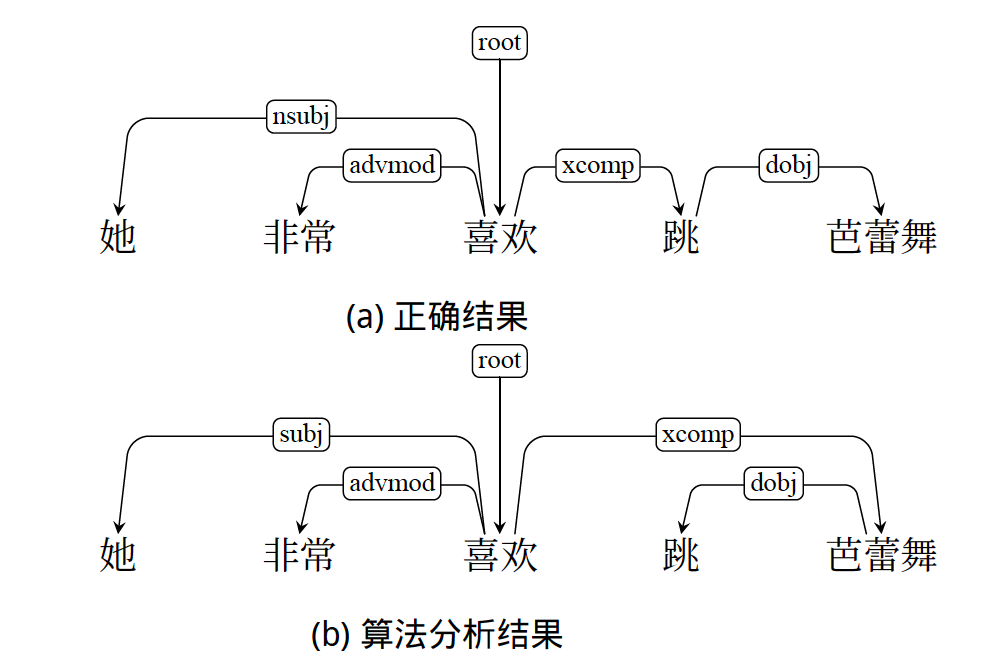 root
nsubj
advmod xcomp dobj
她 非常 喜欢 跳 芭蕾舞
(a) 正确结果
root
subj xcomp
advmod dobj
她 非常 喜欢 跳 芭蕾舞
(b) 算法分析结果